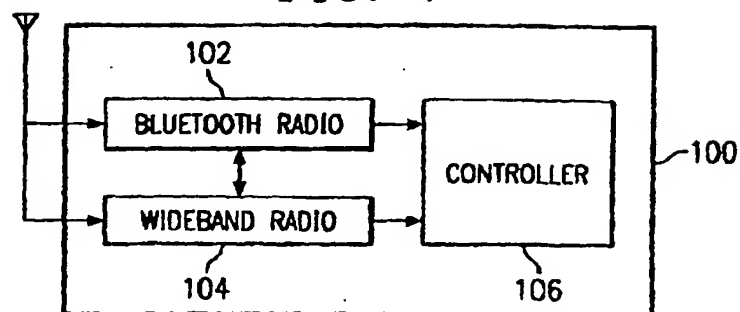 102
BLUETOOTH RADIO
CONTROLLER
100
WIDEBAND RADIO
104
106